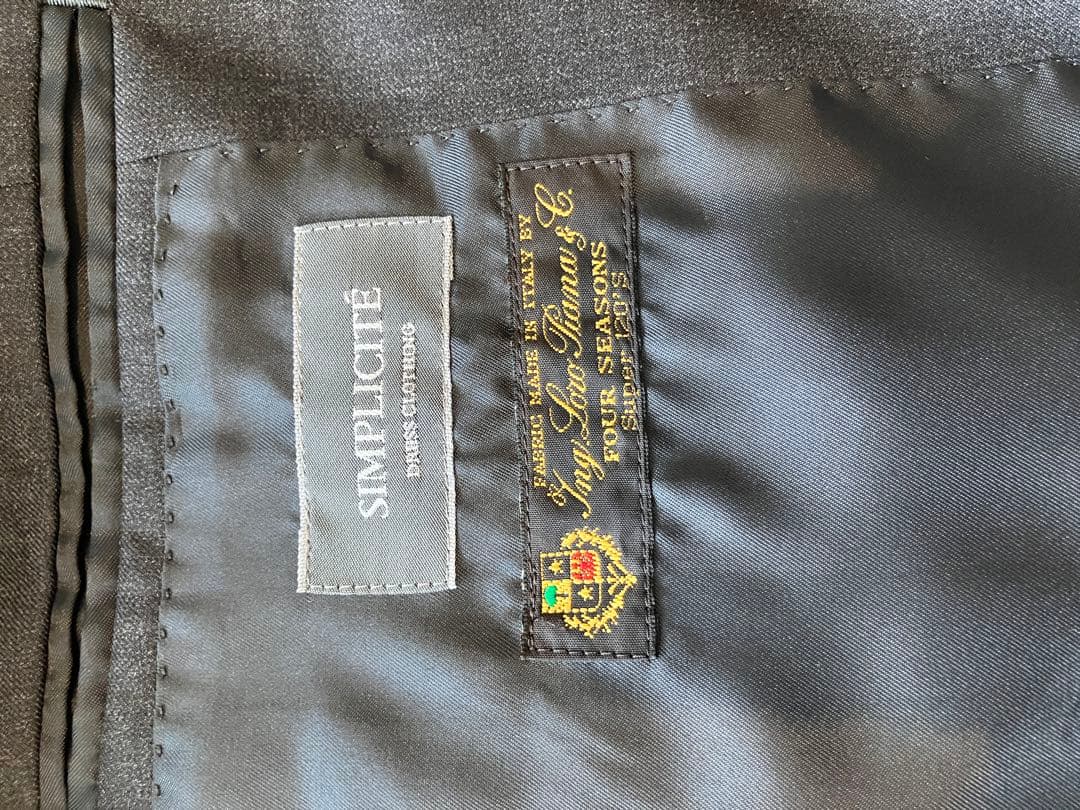 SIMPLICITÉ
DRESS CLOTHING
FABRIC MADE IN ITALY BY
Ing. Loro Piana & C.
FOUR SEASONS
Super 120's